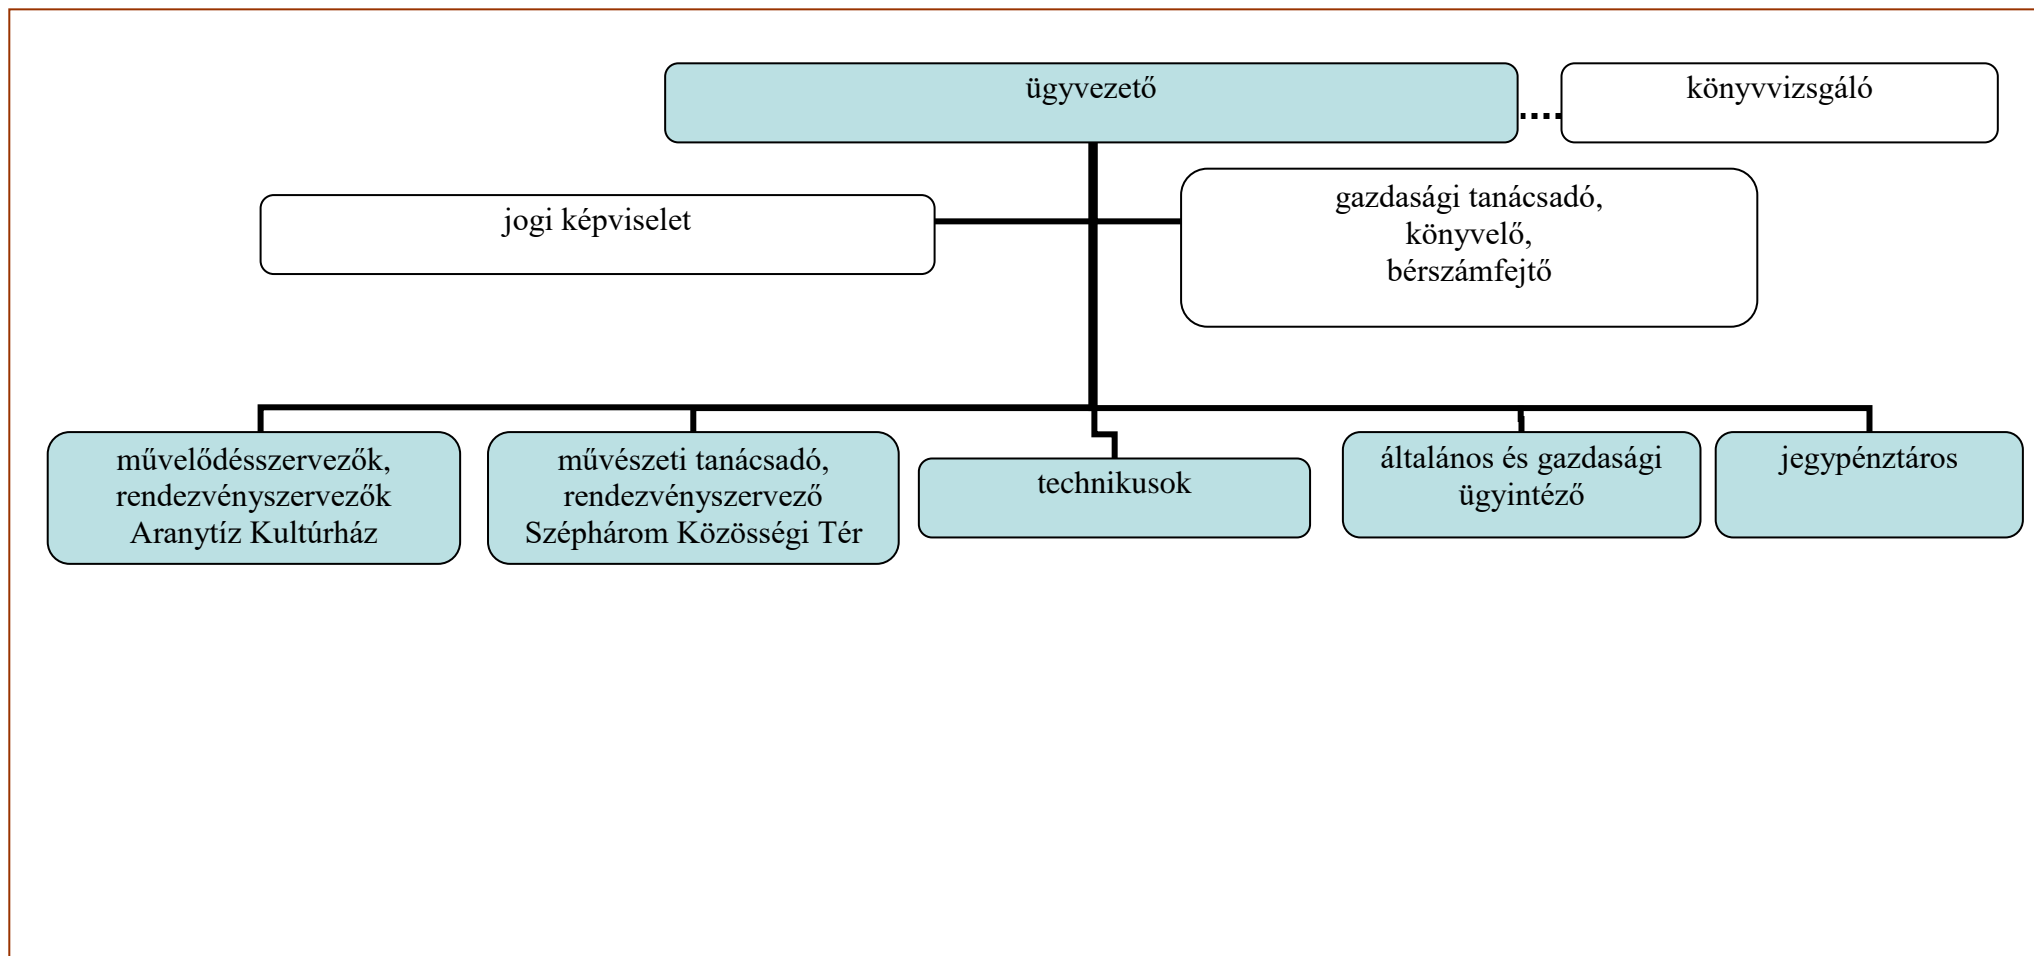 ügyvezető
könyvvizsgáló
jogi képviselet
gazdasági tanácsadó,
könyvelő,
bérszámfejtő
művelődésszervezők,
rendezvényszervezők
Aranytíz Kultúrház
művészeti tanácsadó,
rendezvényszervező
Széphárom Közösségi Tér
technikusok
általános és gazdasági
ügyintéző
jegypénztáros